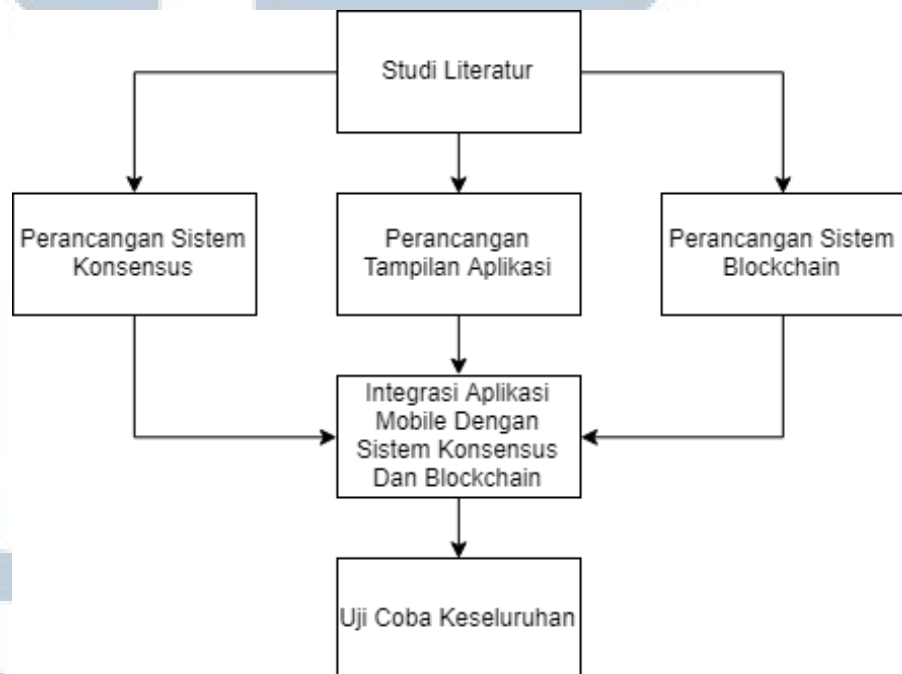 Studi Literatur
Perancangan Sistem
Konsensus
Perancangan
Tampilan Aplikasi
Perancangan Sistem
Blockchain
Integrasi Aplikasi
Mobile Dengan
Sistem Konsensus
Dan Blockchain
Uji Coba Keseluruhan